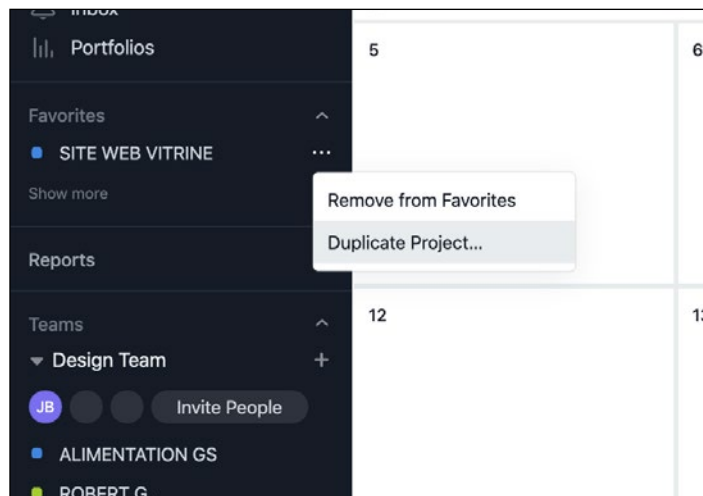 Inbox
Portfolios
Favorites
SITE WEB VITRINE
...
Show more
Remove from Favorites
Duplicate Project...
Reports
Teams
Design Team
+
JB
Invite People
ALIMENTATION GS
ROBERT G
5
6
12